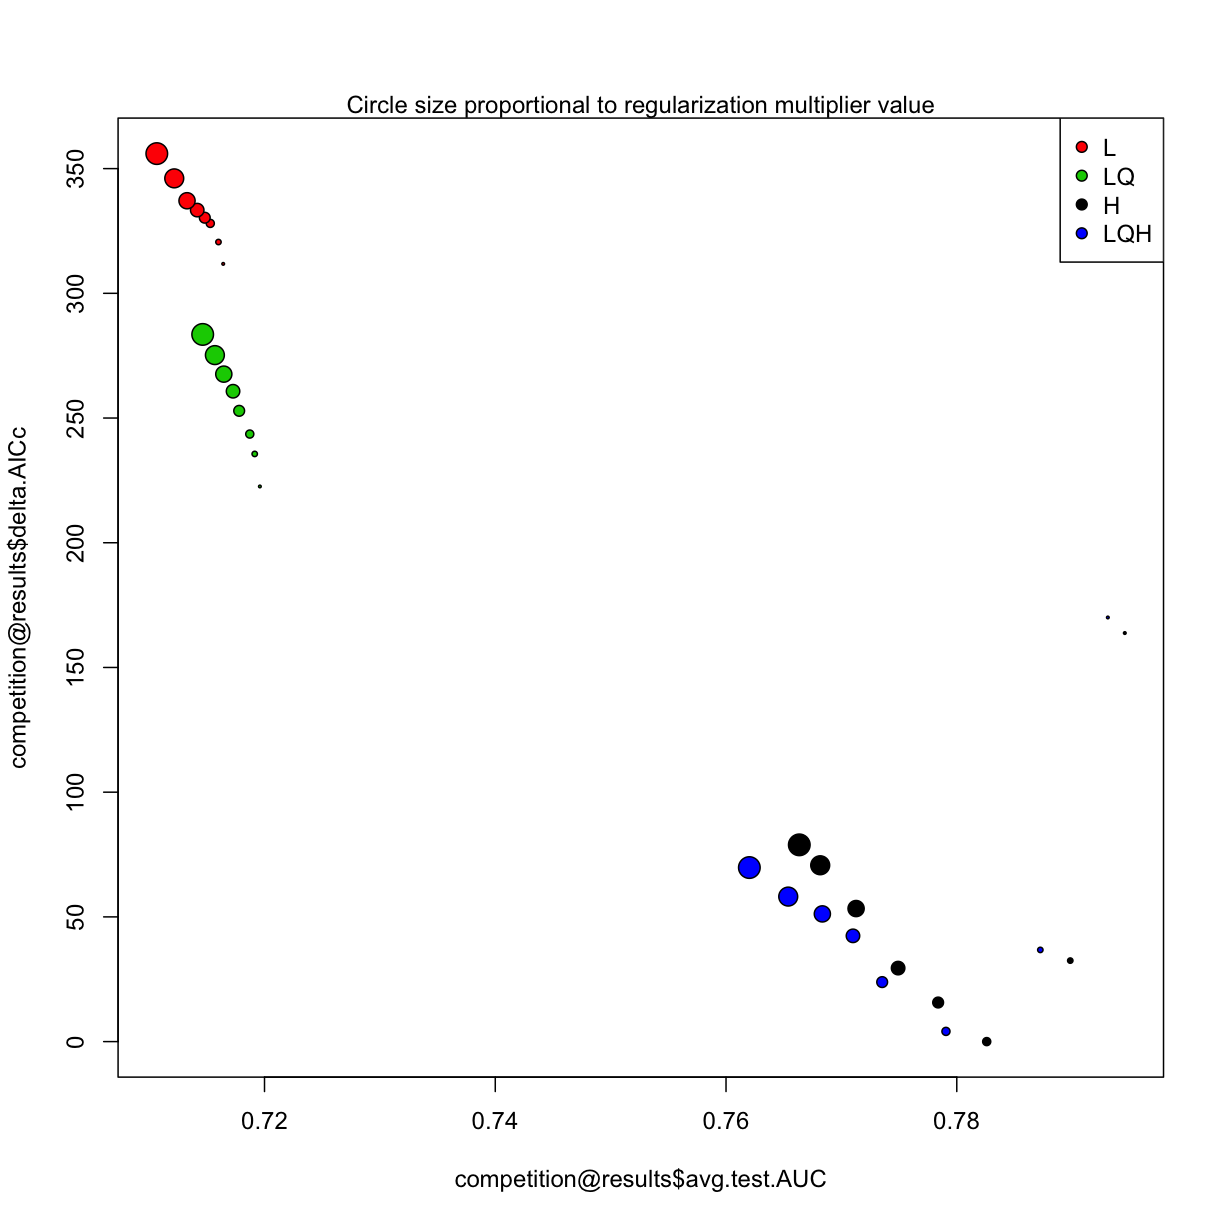 Circle size proportional to regularization multiplier value
L
LQ
H
LQH
350
300
250
200
150
100
50
0
competition@results$delta.AICc
0.72 0.74 0.76 0.78
competition@results$avg.test.AUC